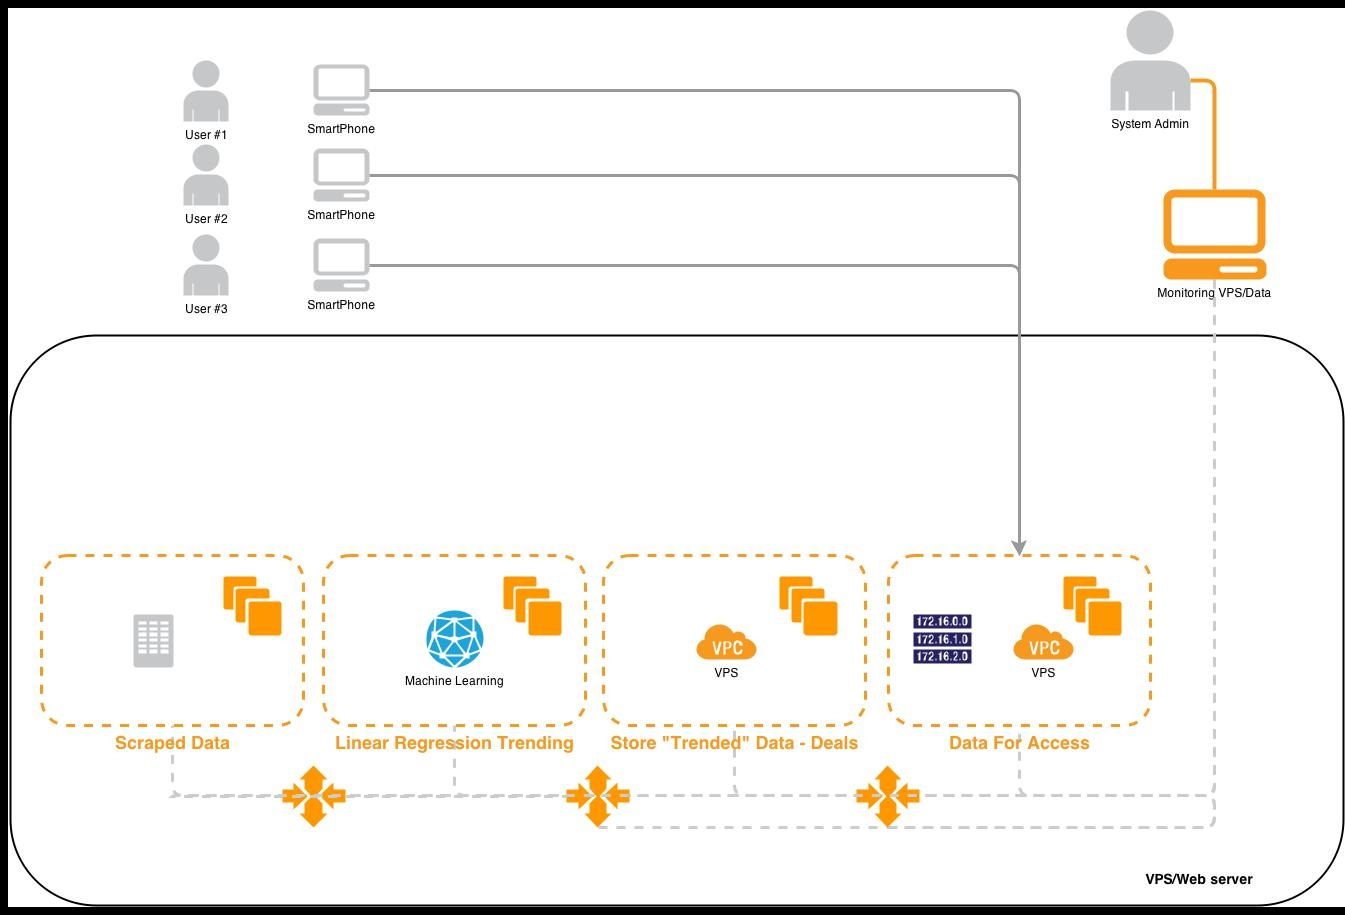 System Admin
User #1
SmartPhone
User #2
SmartPhone
User #3
SmartPhone
Monitoring VPS/Data
172.16.0.0
172.16.1.0
172.16.2.0
VPC
VPC
Machine Learning
VPS
VPS
Scraped Data
Linear Regression Trending
Store "Trended" Data - Deals
Data For Access
VPS/Web server